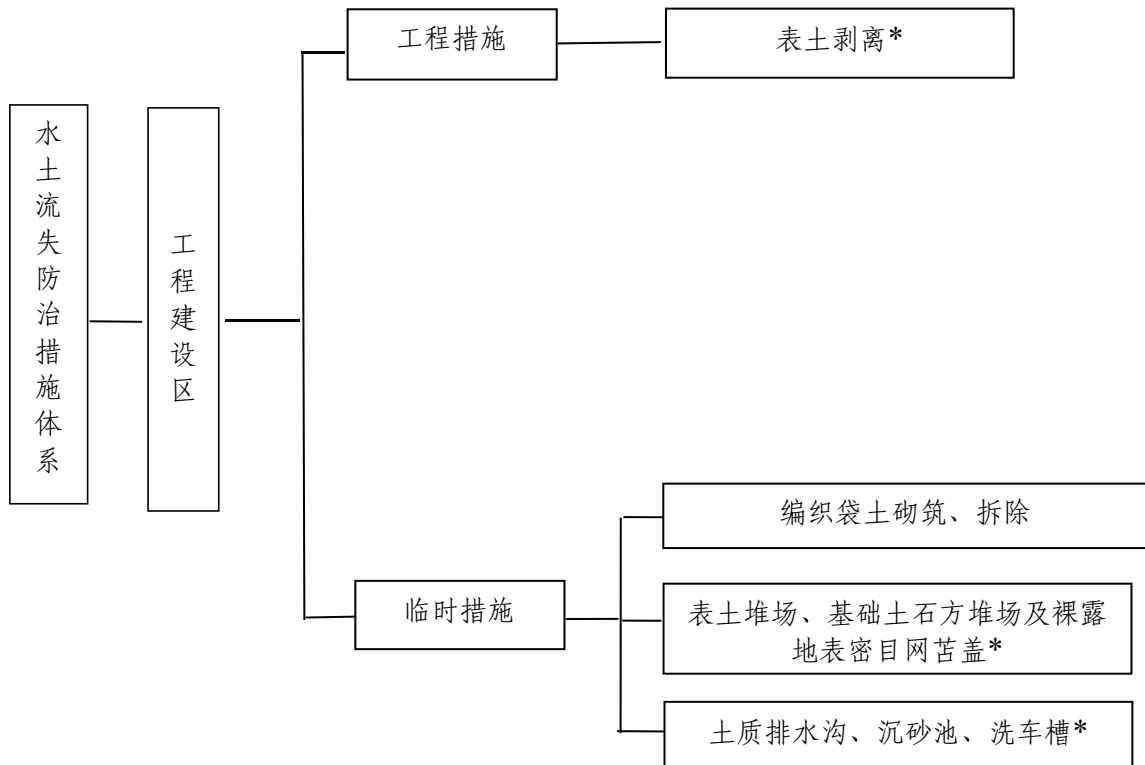 水土流失防治措施体系
工程建设区
工程措施
表土剥离*
临时措施
编织袋土砌筑、拆除
表土堆场、基础土石方堆场及裸露
地表密目网苫盖*
土质排水沟、沉砂池、洗车槽*